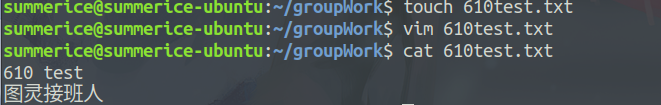 summerice@summerice-ubuntu:~/groupWork$ touch 610test.txt
summerice@summerice-ubuntu:~/groupWork$ vim 610test.txt
summerice@summerice-ubuntu:~/groupWork$ cat 610test.txt
610 test
图灵接班人